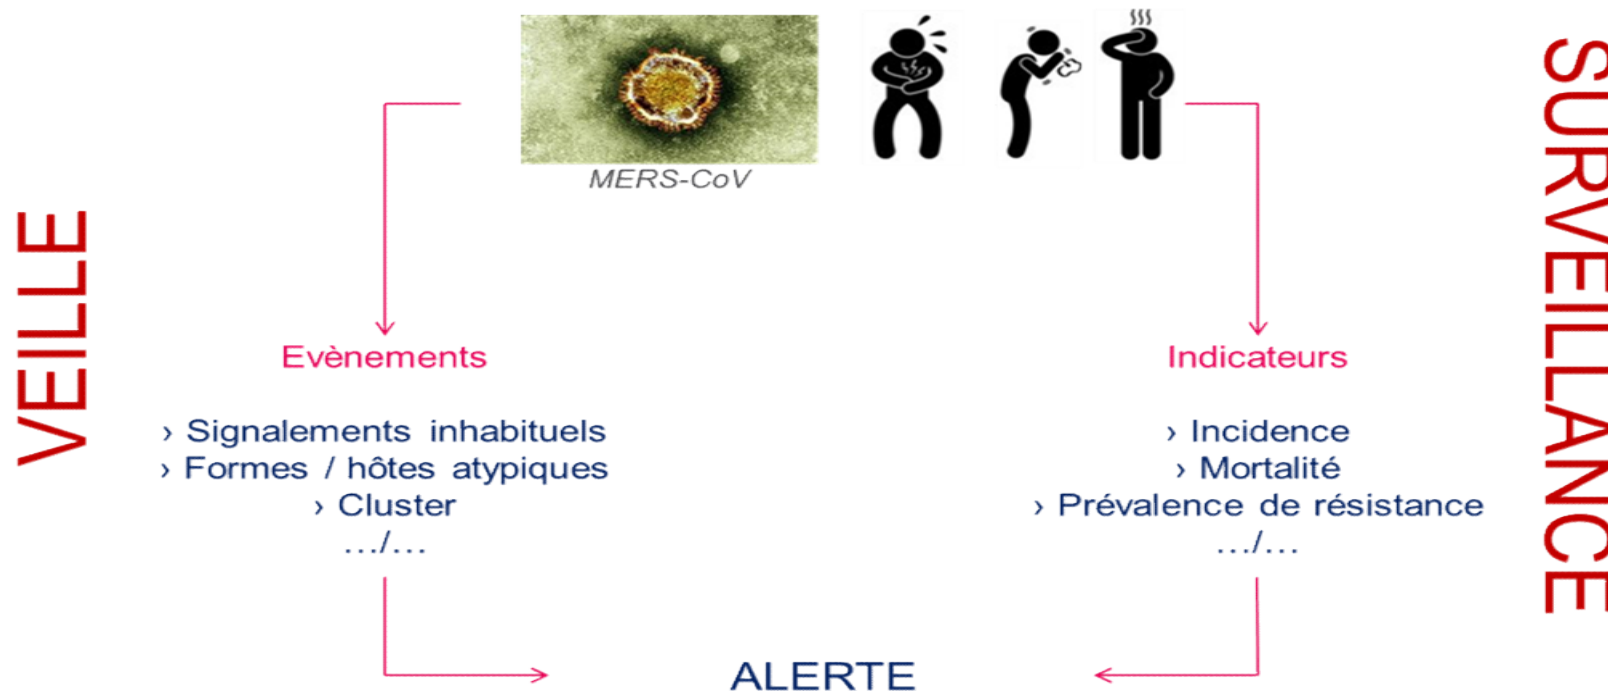 MERS-CoV
VEILLE
Evènements
› Signalements inhabituels
› Formes / hôtes atypiques
› Cluster
…/…
Indicateurs
› Incidence
› Mortalité
› Prévalence de résistance
…/…
SURVEILLANCE
ALERTE